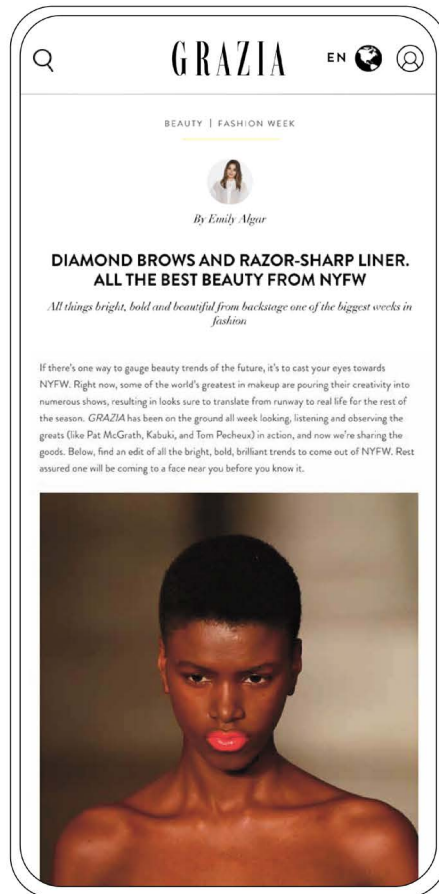 GRAZIA EN
BEAUTY | FASHION WEEK
By Emily Algar
DIAMOND BROWS AND RAZOR-SHARP LINER.
ALL THE BEST BEAUTY FROM NYFW
All things bright, bold and beautiful from backstage one of the biggest weeks in
fashion
If there's one way to gauge beauty trends of the future, it's to cast your eyes towards
NYFW. Right now, some of the world's greatest in makeup are pouring their creativity into
numerous shows, resulting in looks sure to translate from runway to real life for the rest of
the season. GRAZIA has been on the ground all week looking, listening and observing the
greats (like Pat McGrath, Kabuki, and Tom Pecheux) in action, and now we're sharing the
goods. Below, find an edit of all the bright, bold, brilliant trends to come out of NYFW. Rest
assured one will be coming to a face near you before you know it.